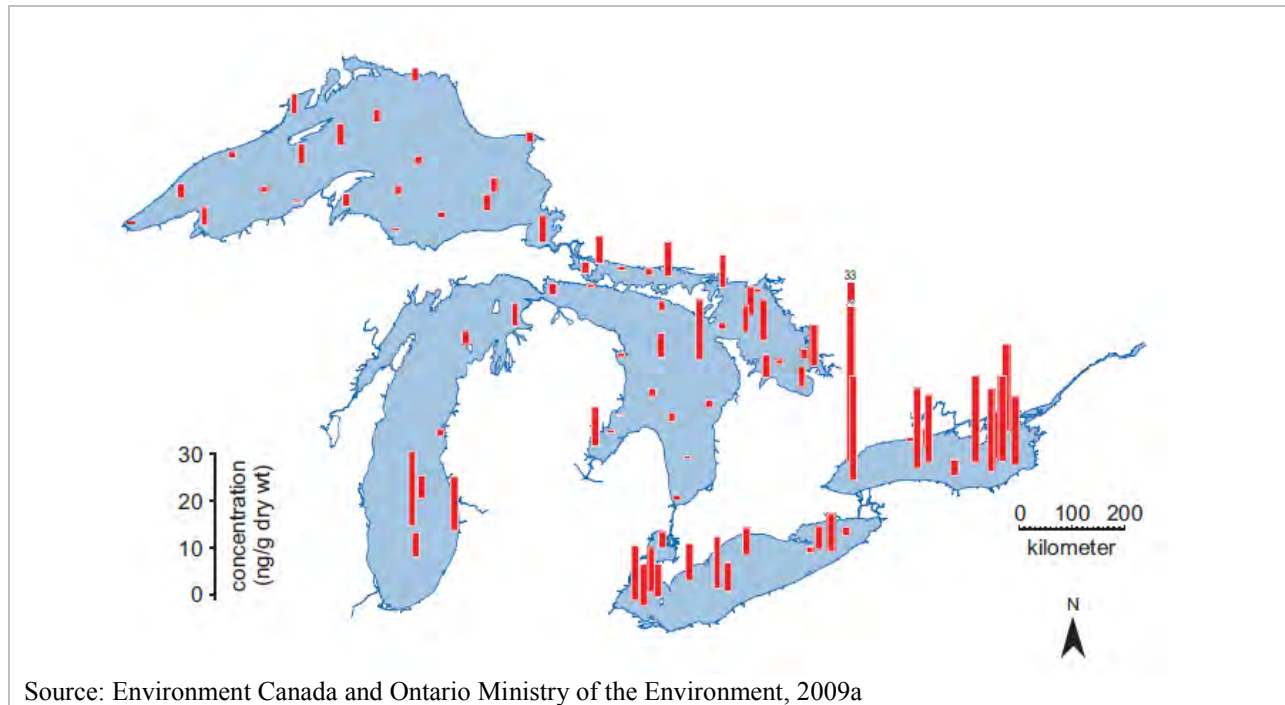 33
30
20
10
0
concentration
(ng/g dry wt)
0 100 200
kilometer
N
Source: Environment Canada and Ontario Ministry of the Environment, 2009a